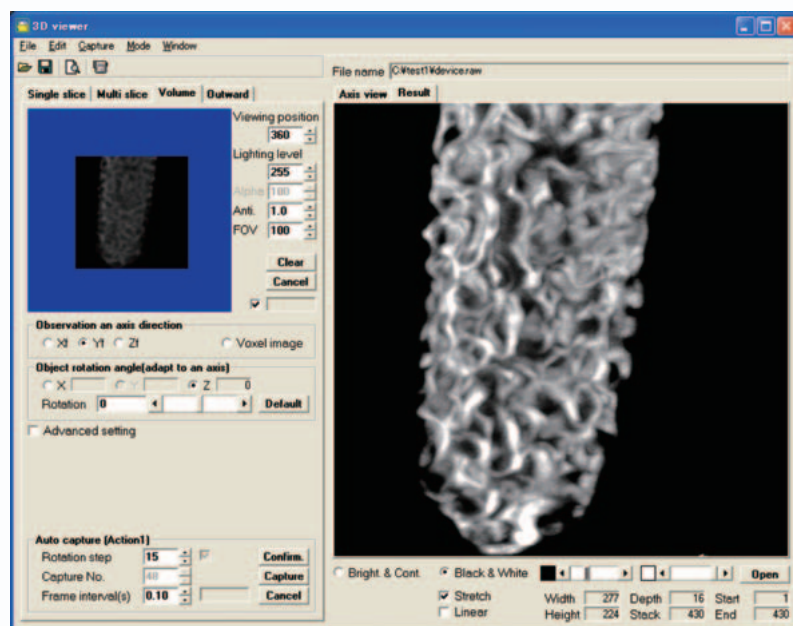 3D viewer
File Edit Capture Mode Window
File name C:¥test1¥device.raw
Single slice Multi slice Volume Outward
Axis view Result
Viewing position
360
Lighting level
255
Alpha 100
Anti. 1.0
FOV 100
Clear
Cancel
Observation an axis direction
Xf Yf Zf Voxel image
Object rotation angle(adapt to an axis)
X Y Z 0
Rotation 0 Default
Advanced setting
Auto capture (Action1)
Rotation step 15 Confirm.
Capture No. 48 Capture
Frame interval(s) 0.10 Cancel
Bright. & Cont. Black & White Open
Stretch Width 277 Depth 16 Start 1
Linear Height 224 Stack 430 End 430